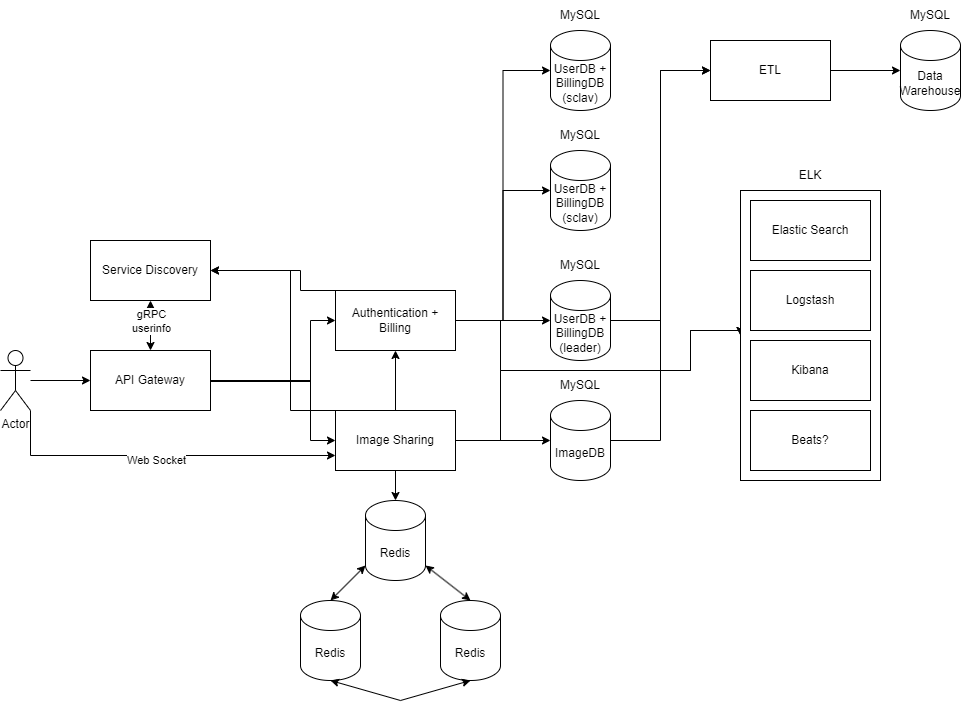 MySQL
UserDB +
BillingDB
(sclav)
MySQL
UserDB +
BillingDB
(sclav)
MySQL
UserDB +
BillingDB
(leader)
MySQL
ImageDB
ETL
MySQL
Data
Warehouse
ELK
Elastic Search
Logstash
Kibana
Beats?
Service Discovery
gRPC
userinfo
API Gateway
Actor
Web Socket
Authentication +
Billing
Image Sharing
Redis
Redis
Redis